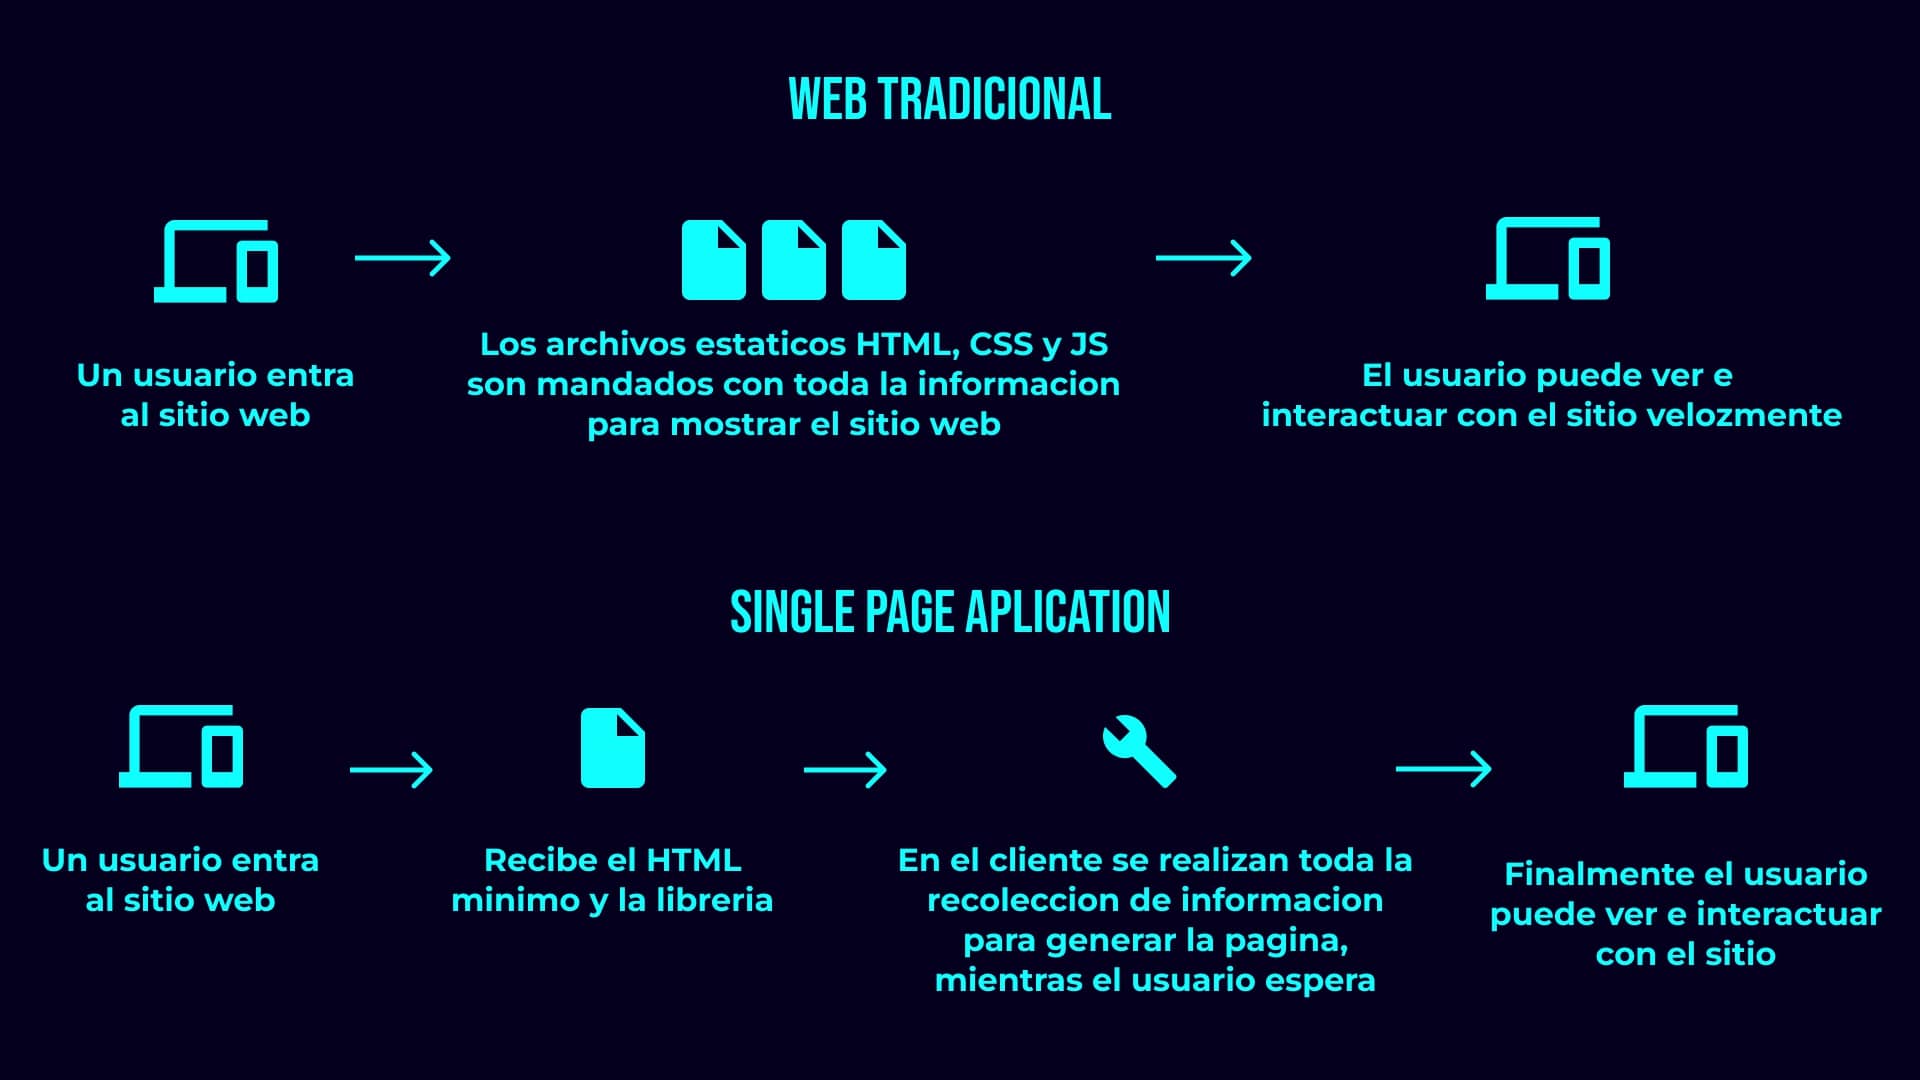 WEB TRADICIONAL
Un usuario entra
al sitio web
Los archivos estaticos HTML, CSS y JS
son mandados con toda la informacion
para mostrar el sitio web
El usuario puede ver e
interactuar con el sitio velozmente
SINGLE PAGE APLICATION
Un usuario entra
al sitio web
Recibe el HTML
minimo y la libreria
En el cliente se realizan toda la
recoleccion de informacion
para generar la pagina,
mientras el usuario espera
Finalmente el usuario
puede ver e interactuar
con el sitio